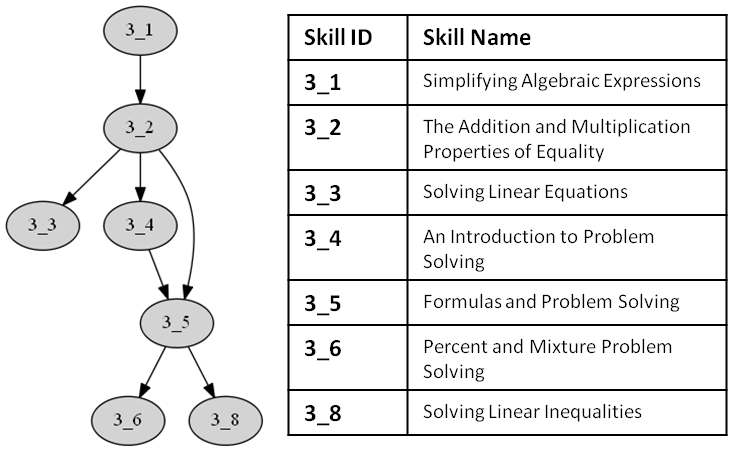 3_1
3_2
3_3
3_4
3_5
3_6
3_8
Skill ID
Skill Name
3_1
Simplifying Algebraic Expressions
3_2
The Addition and Multiplication
Properties of Equality
3_3
Solving Linear Equations
3_4
An Introduction to Problem
Solving
3_5
Formulas and Problem Solving
3_6
Percent and Mixture Problem
Solving
3_8
Solving Linear Inequalities